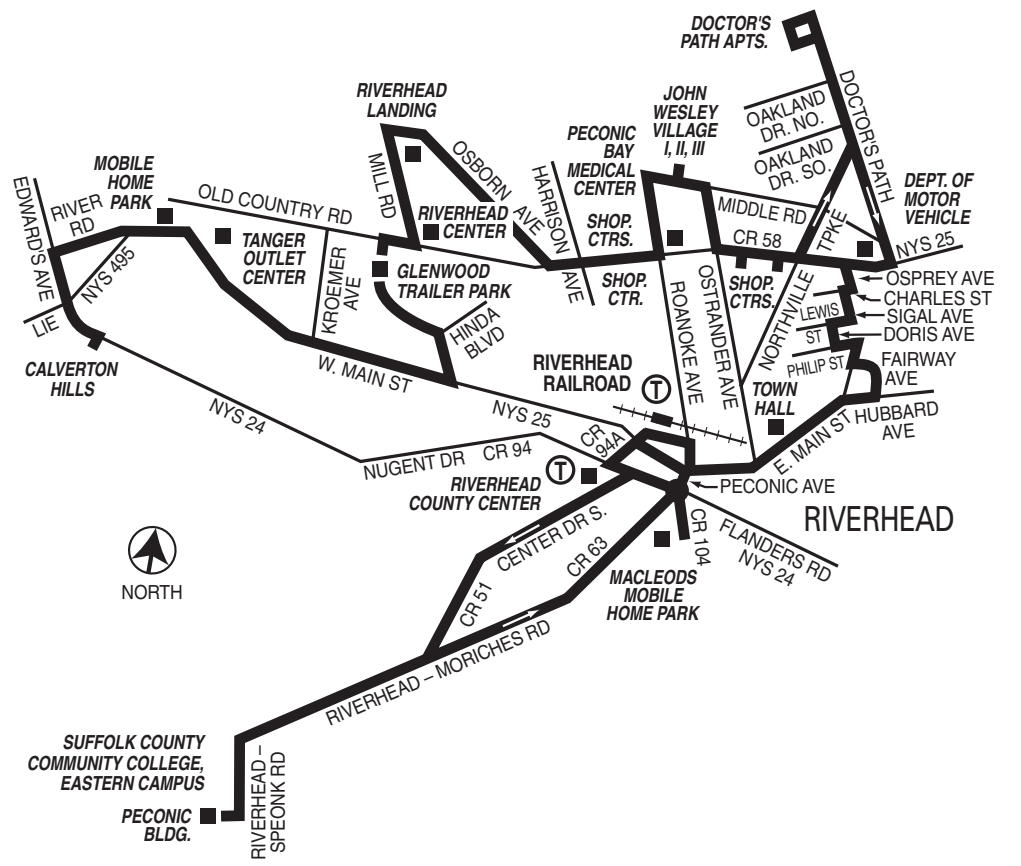 DOCTOR'S
PATH APTS.
RIVERHEAD
LANDING
JOHN
WESLEY
VILLAGE
I, II, III
DOCTOR'S PATH
OAKLAND
DR. NO.
OAKLAND
DR. SO.
PECONIC
BAY
MEDICAL
CENTER
MOBILE
HOME
PARK
EDWARD'S AVE
RIVER
RD
OLD COUNTRY RD
MILL RD
OSBORN
AVE
HARRISON
AVE
DEPT. OF
MOTOR
VEHICLE
MIDDLE RD
RIVERHEAD
CENTER
SHOP.
CTRS.
CR 58
TPKE
NORTHVILLE
NYS 25
TANGER
OUTLET
CENTER
KROEMER
AVE
GLENWOOD
TRAILER PARK
SHOP.
CTR.
SHOP.
CTRS.
NYS 495
LIE
OSPREY AVE
CHARLES ST
LEWIS
ST
SIGAL AVE
DORIS AVE
ROANOKE AVE
OSTRANDER AVE
HINDA
BLVD
CALVERTON
HILLS
W. MAIN ST
RIVERHEAD
RAILROAD
T
PHILIP ST
FAIRWAY
AVE
TOWN
HALL
HUBBARD
AVE
E. MAIN ST
NYS 24
NYS 25
CR
94A
NUGENT DR
CR 94
T
RIVERHEAD
COUNTY CENTER
PECONIC AVE
RIVERHEAD
CENTER DR S.
CR 104
FLANDERS RD
NYS 24
CR 63
CR 51
NORTH
MACLEODS
MOBILE
HOME PARK
RIVERHEAD – MORICHES RD
SUFFOLK COUNTY
COMMUNITY COLLEGE,
EASTERN CAMPUS
RIVERHEAD –
SPEONK RD
PECONIC
BLDG.